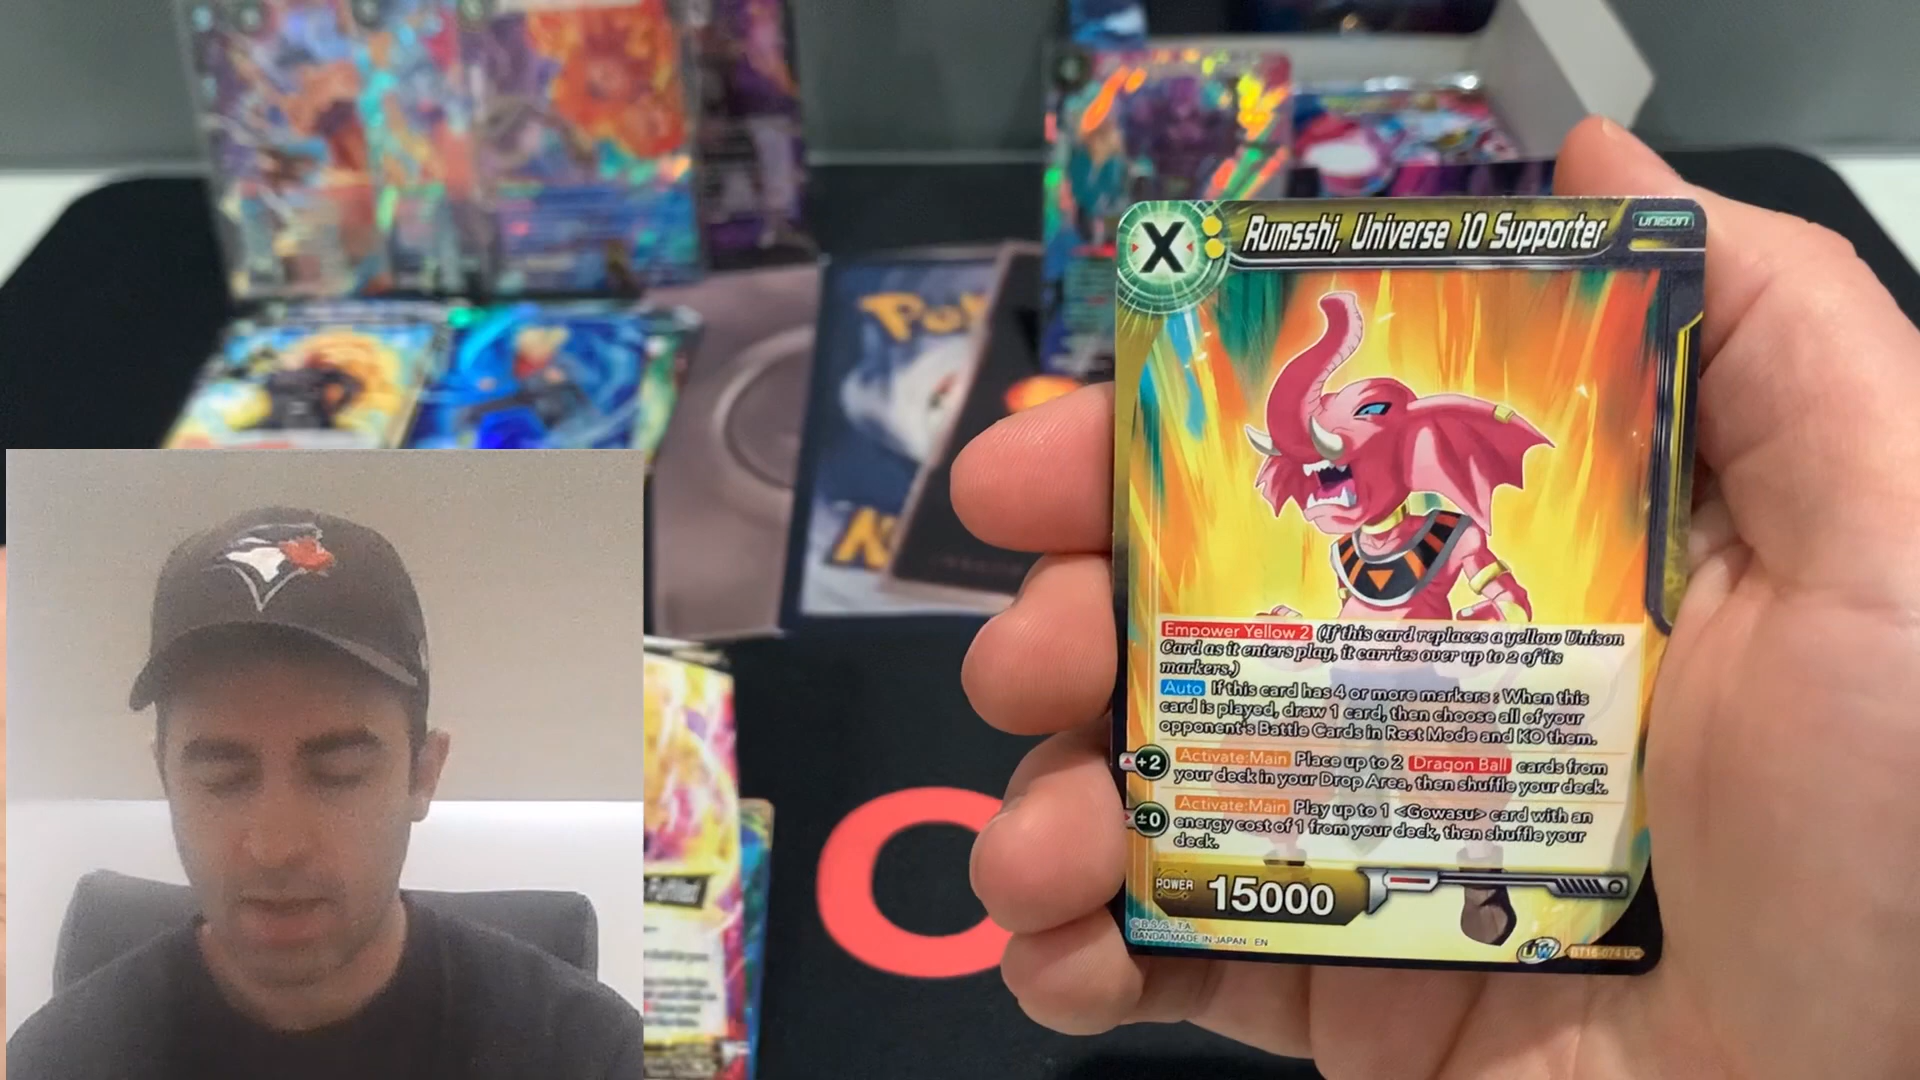 Rumsshi, Universe 10 Supporter
UNISON
X
Empower Yellow 2 (If this card replaces a yellow Unison
Card as it enters play, it carries over up to 2 of its
markers.)
Auto If this card has 4 or more markers : When this
card is played, draw 1 card, then choose all of your
opponent's Battle Cards in Rest Mode and KO them.
+2 Activate:Main Place up to 2 Dragon Ball cards from
your deck in your Drop Area, then shuffle your deck.
±0 Activate:Main Play up to 1 <Gowasu> card with an
energy cost of 1 from your deck, then shuffle your
deck.
POWER 15000
©B.S./S., T.A.
BANDAI MADE IN JAPAN EN
UW BT16-074 UC